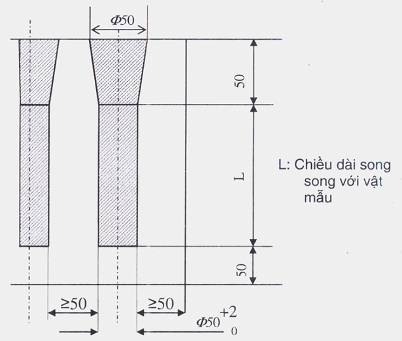 Φ50
50
L
L: Chiều dài song
song với vật
mẫu
50
≥50
≥50
Φ50 +2 0